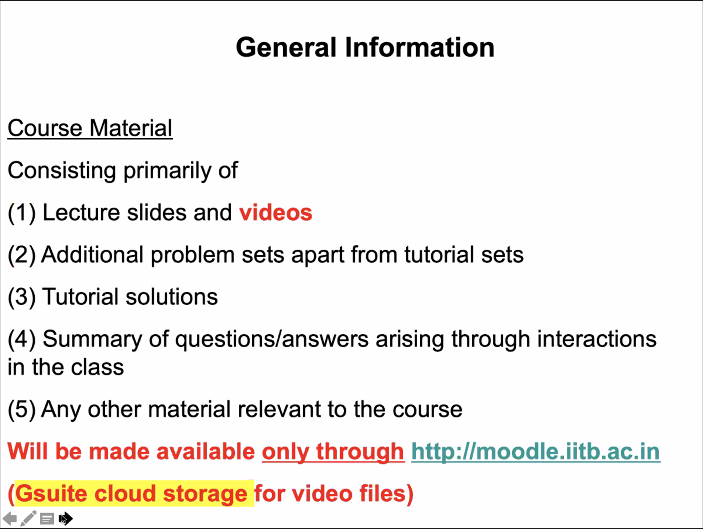 General Information
Course Material
Consisting primarily of
(1) Lecture slides and videos
(2) Additional problem sets apart from tutorial sets
(3) Tutorial solutions
(4) Summary of questions/answers arising through interactions
in the class
(5) Any other material relevant to the course
Will be made available only through http://moodle.iitb.ac.in
(Gsuite cloud storage for video files)